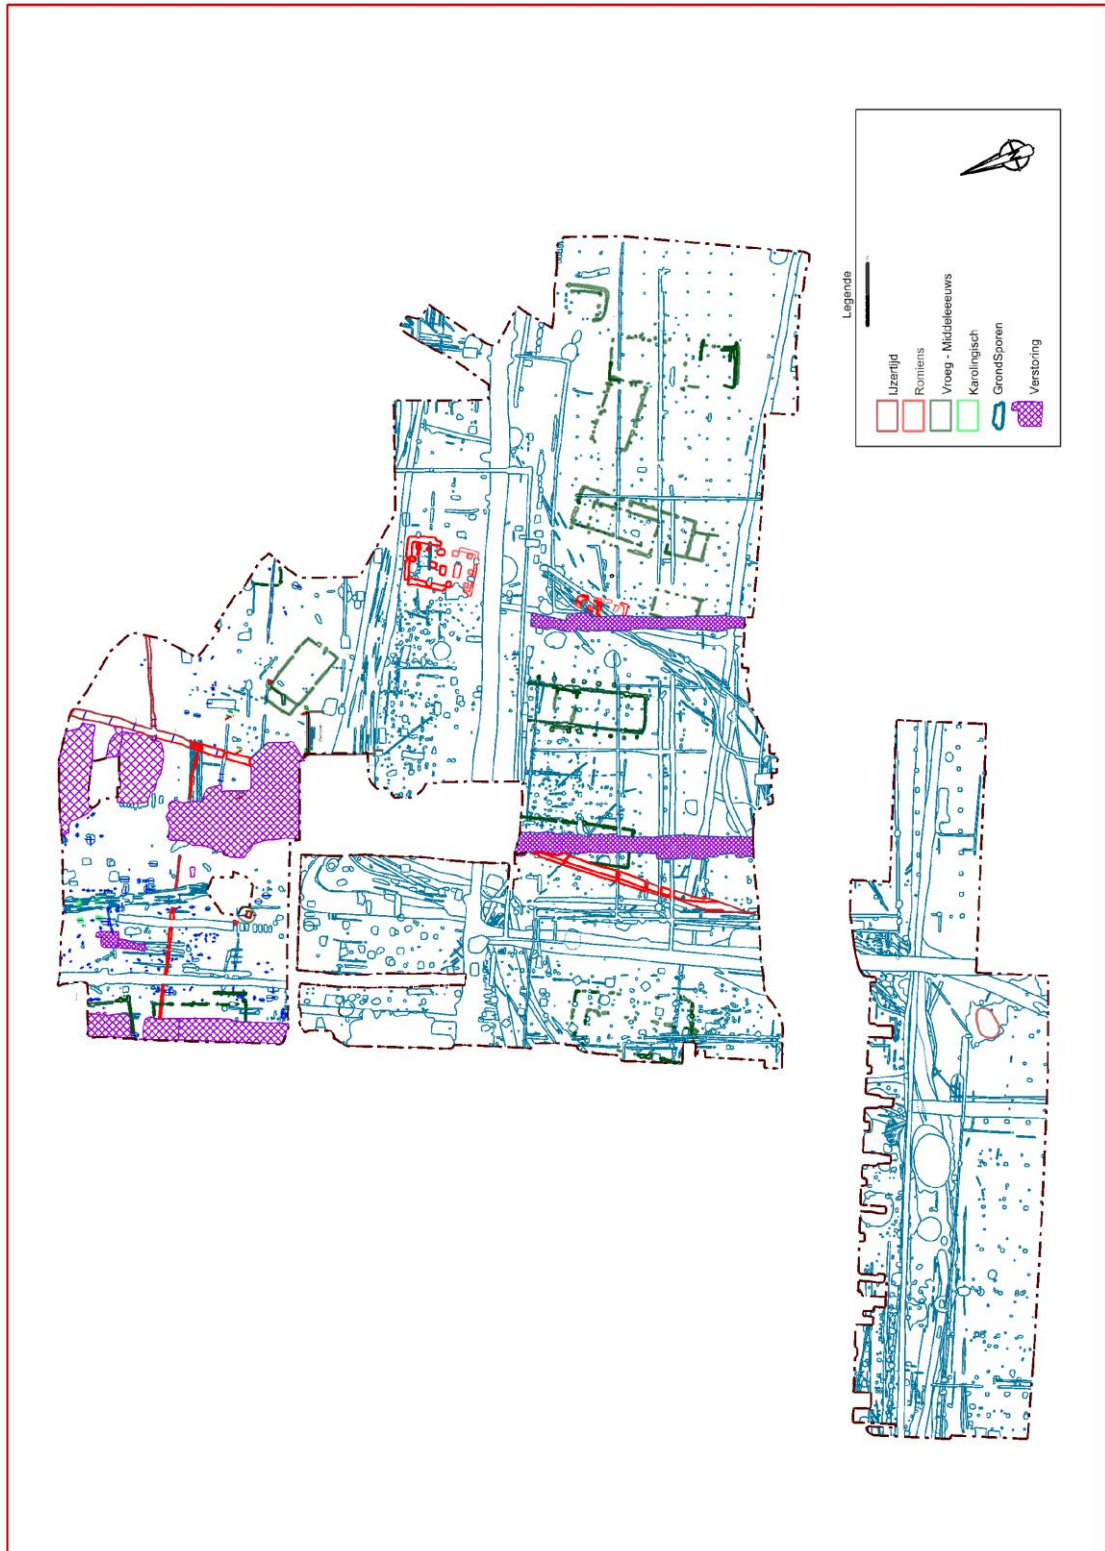 Legende
IJzertijd
Romiens
Vroeg - Middeleeeuws
Karolingisch
GrondSporen
Verstoring